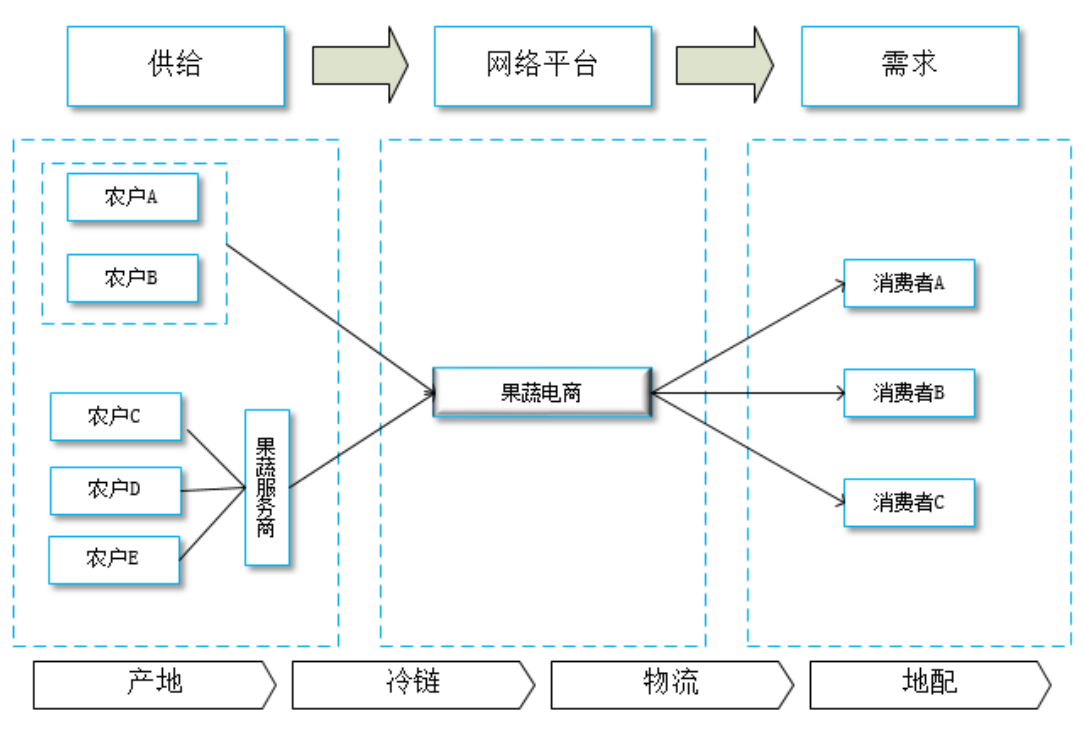 供给
网络平台
需求
农户A
农户B
农户C
农户D
农户E
果蔬服务商
果蔬电商
消费者A
消费者B
消费者C
产地
冷链
物流
地配